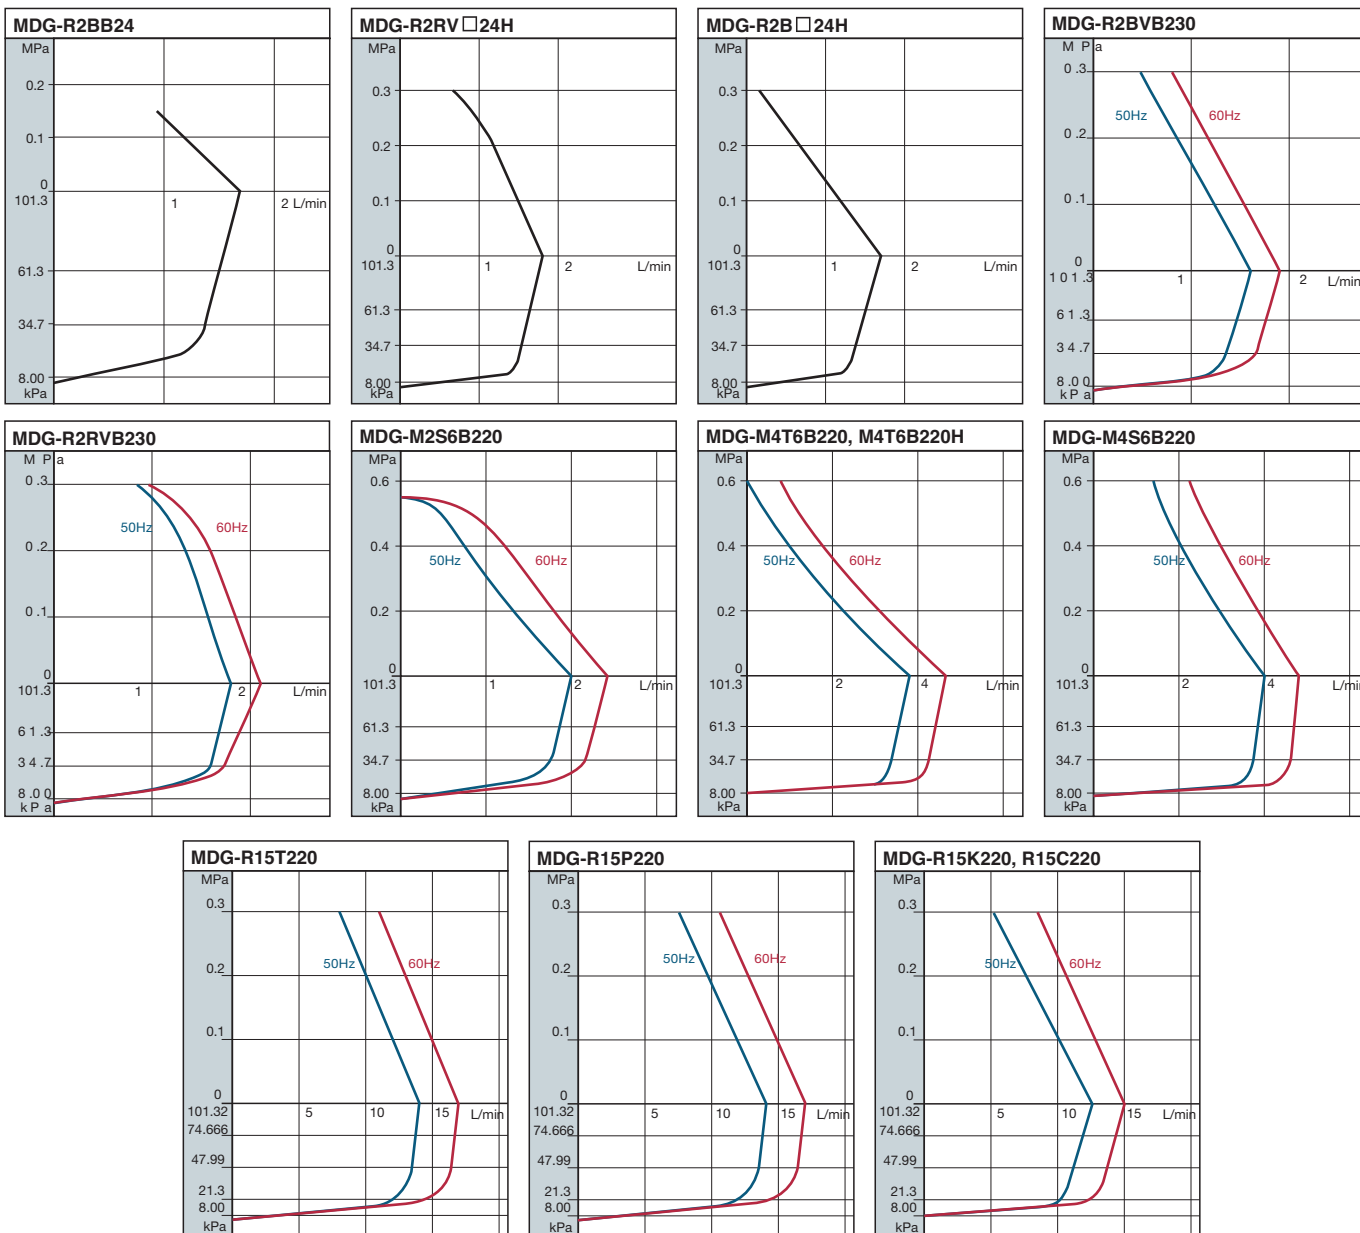 MDG-R2BB24
MPa
0.2
0.1
0
101.3
61.3
34.7
8.00
kPa
1
2 L/min
MDG-R2RV□24H
MPa
0.3
0.2
0.1
0
101.3
61.3
34.7
8.00
kPa
1
2
L/min
MDG-R2B□24H
MPa
0.3
0.2
0.1
0
101.3
61.3
34.7
8.00
kPa
1
2
L/min
MDG-R2BVB230
MPa
0.3
0.2
0.1
0
101.3
61.3
34.7
8.00
kPa
50Hz
60Hz
1
2
L/min
MDG-R2RVB230
MPa
0.3
0.2
0.1
0
101.3
61.3
34.7
8.00
kPa
50Hz
60Hz
1
2
L/min
MDG-M2S6B220
MPa
0.6
0.4
0.2
0
101.3
61.3
34.7
8.00
kPa
50Hz
60Hz
1
2
L/min
MDG-M4T6B220, M4T6B220H
MPa
0.6
0.4
0.2
0
101.3
61.3
34.7
8.00
kPa
50Hz
60Hz
2
4
L/min
MDG-M4S6B220
MPa
0.6
0.4
0.2
0
101.3
61.3
34.7
8.00
kPa
50Hz
60Hz
2
4
L/min
MDG-R15T220
MPa
0.3
0.2
0.1
0
101.32
74.666
47.99
21.3
8.00
kPa
50Hz
60Hz
5
10
15
L/min
MDG-R15P220
MPa
0.3
0.2
0.1
0
101.32
74.666
47.99
21.3
8.00
kPa
50Hz
60Hz
5
10
15
L/min
MDG-R15K220, R15C220
MPa
0.3
0.2
0.1
0
101.32
74.666
47.99
21.3
8.00
kPa
50Hz
60Hz
5
10
15
L/min